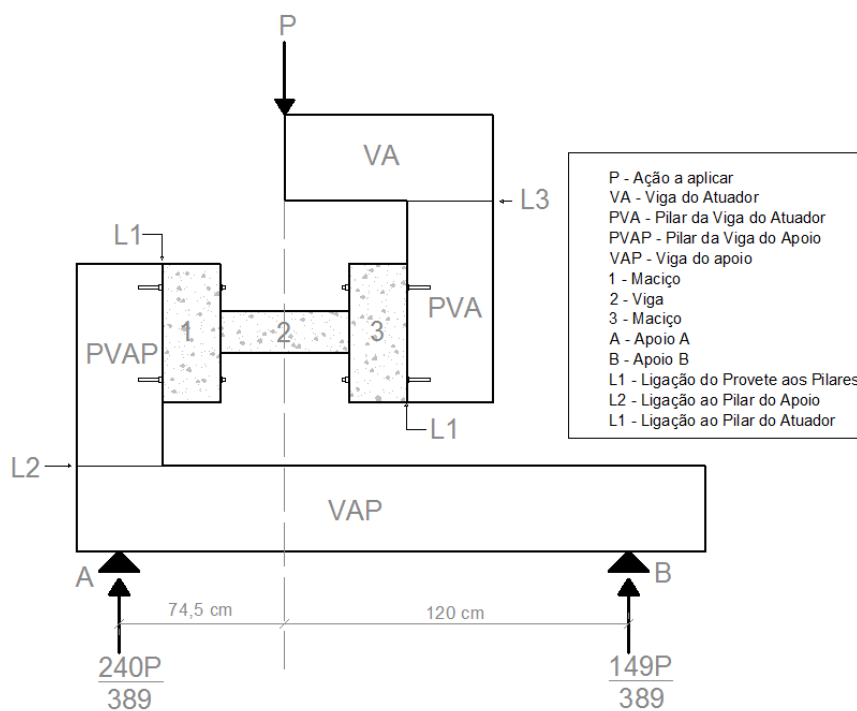 P
VA
L3
L1
1
2
3
PVA
PVAP
L1
L2
VAP
A
B
74,5 cm
120 cm
240P
389
149P
389
P - Ação a aplicar
VA - Viga do Atuador
PVA - Pilar da Viga do Atuador
PVAP - Pilar da Viga do Apoio
VAP - Viga do apoio
1 - Maciço
2 - Viga
3 - Maciço
A - Apoio A
B - Apoio B
L1 - Ligação do Provete aos Pilares
L2 - Ligação ao Pilar do Apoio
L1 - Ligação ao Pilar do Atuador